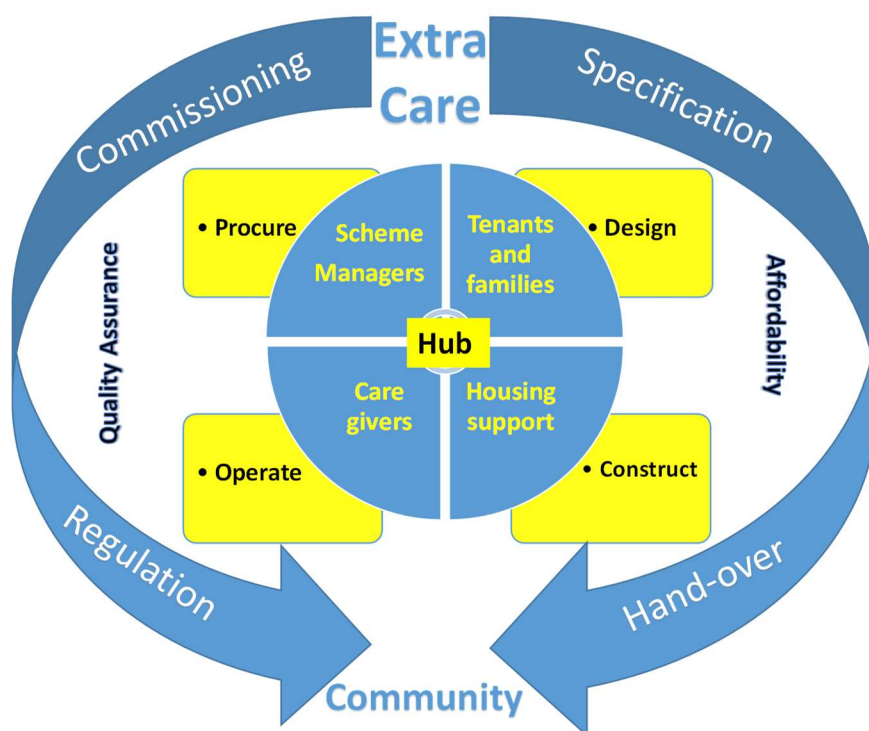 Extra
Care
Commissioning
Specification
• Procure
Scheme
Managers
Tenants
and
families
• Design
Quality Assurance
Affordability
Hub
Care
givers
Housing
support
• Operate
• Construct
Regulation
Hand-over
Community